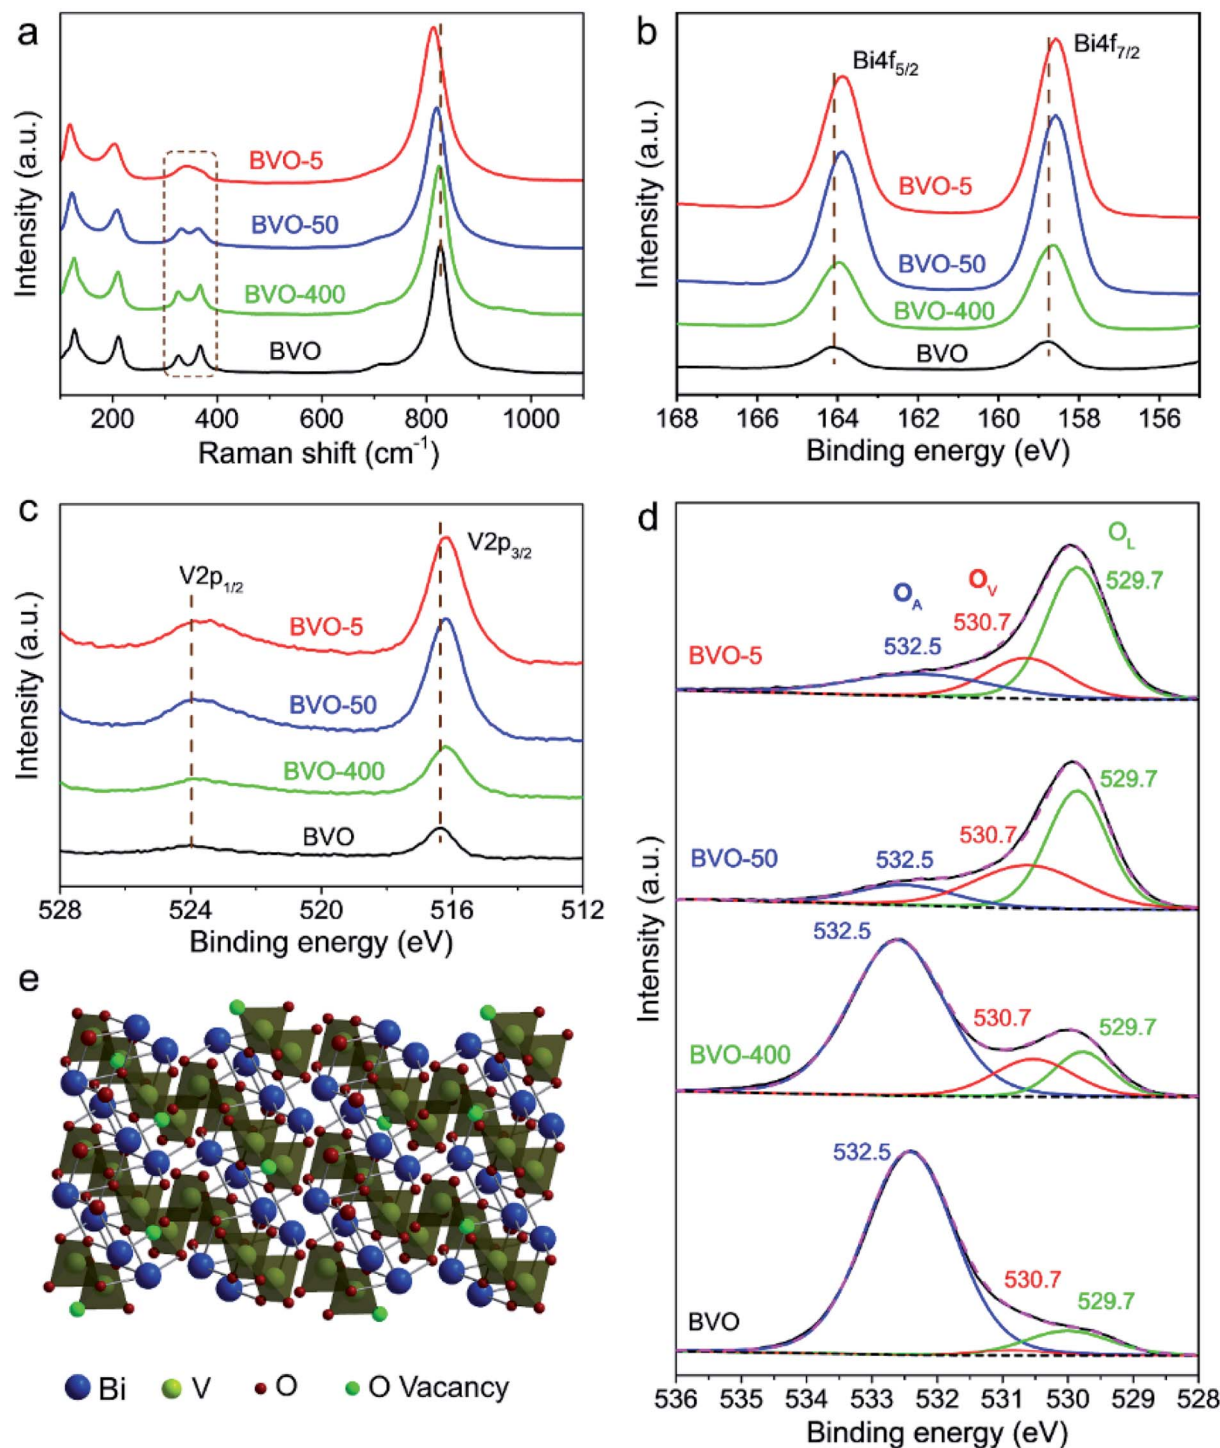 a
Intensity (a.u.)
BVO-5
BVO-50
BVO-400
BVO
200 400 600 800 1000
Raman shift (cm⁻¹)
b
Intensity (a.u.)
Bi4f₅/₂
Bi4f₇/₂
BVO-5
BVO-50
BVO-400
BVO
168 166 164 162 160 158 156
Binding energy (eV)
c
Intensity (a.u.)
V2p₁/₂
V2p₃/₂
BVO-5
BVO-50
BVO-400
BVO
528 524 520 516 512
Binding energy (eV)
d
Intensity (a.u.)
O_A O_V O_L
532.5 530.7 529.7
BVO-5
532.5 530.7 529.7
BVO-50
532.5 530.7 529.7
BVO-400
532.5 530.7 529.7
BVO
536 535 534 533 532 531 530 529 528
Binding energy (eV)
e
Bi V O O Vacancy